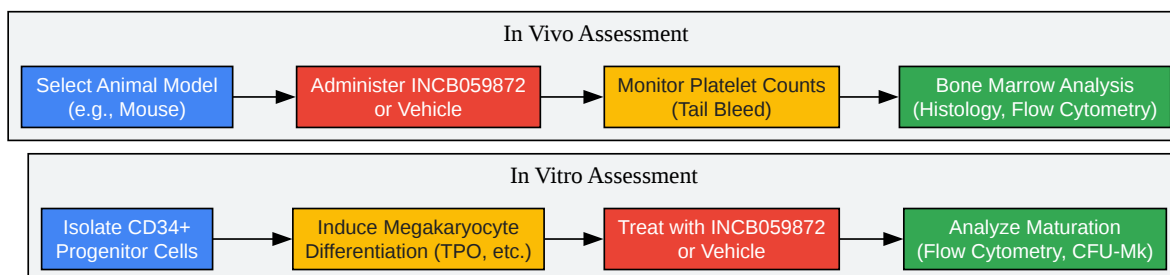 In Vivo Assessment
Select Animal Model
(e.g., Mouse)
Administer INCB059872
or Vehicle
Monitor Platelet Counts
(Tail Bleed)
Bone Marrow Analysis
(Histology, Flow Cytometry)
In Vitro Assessment
Isolate CD34+
Progenitor Cells
Induce Megakaryocyte
Differentiation (TPO, etc.)
Treat with INCB059872
or Vehicle
Analyze Maturation
(Flow Cytometry, CFU-Mk)